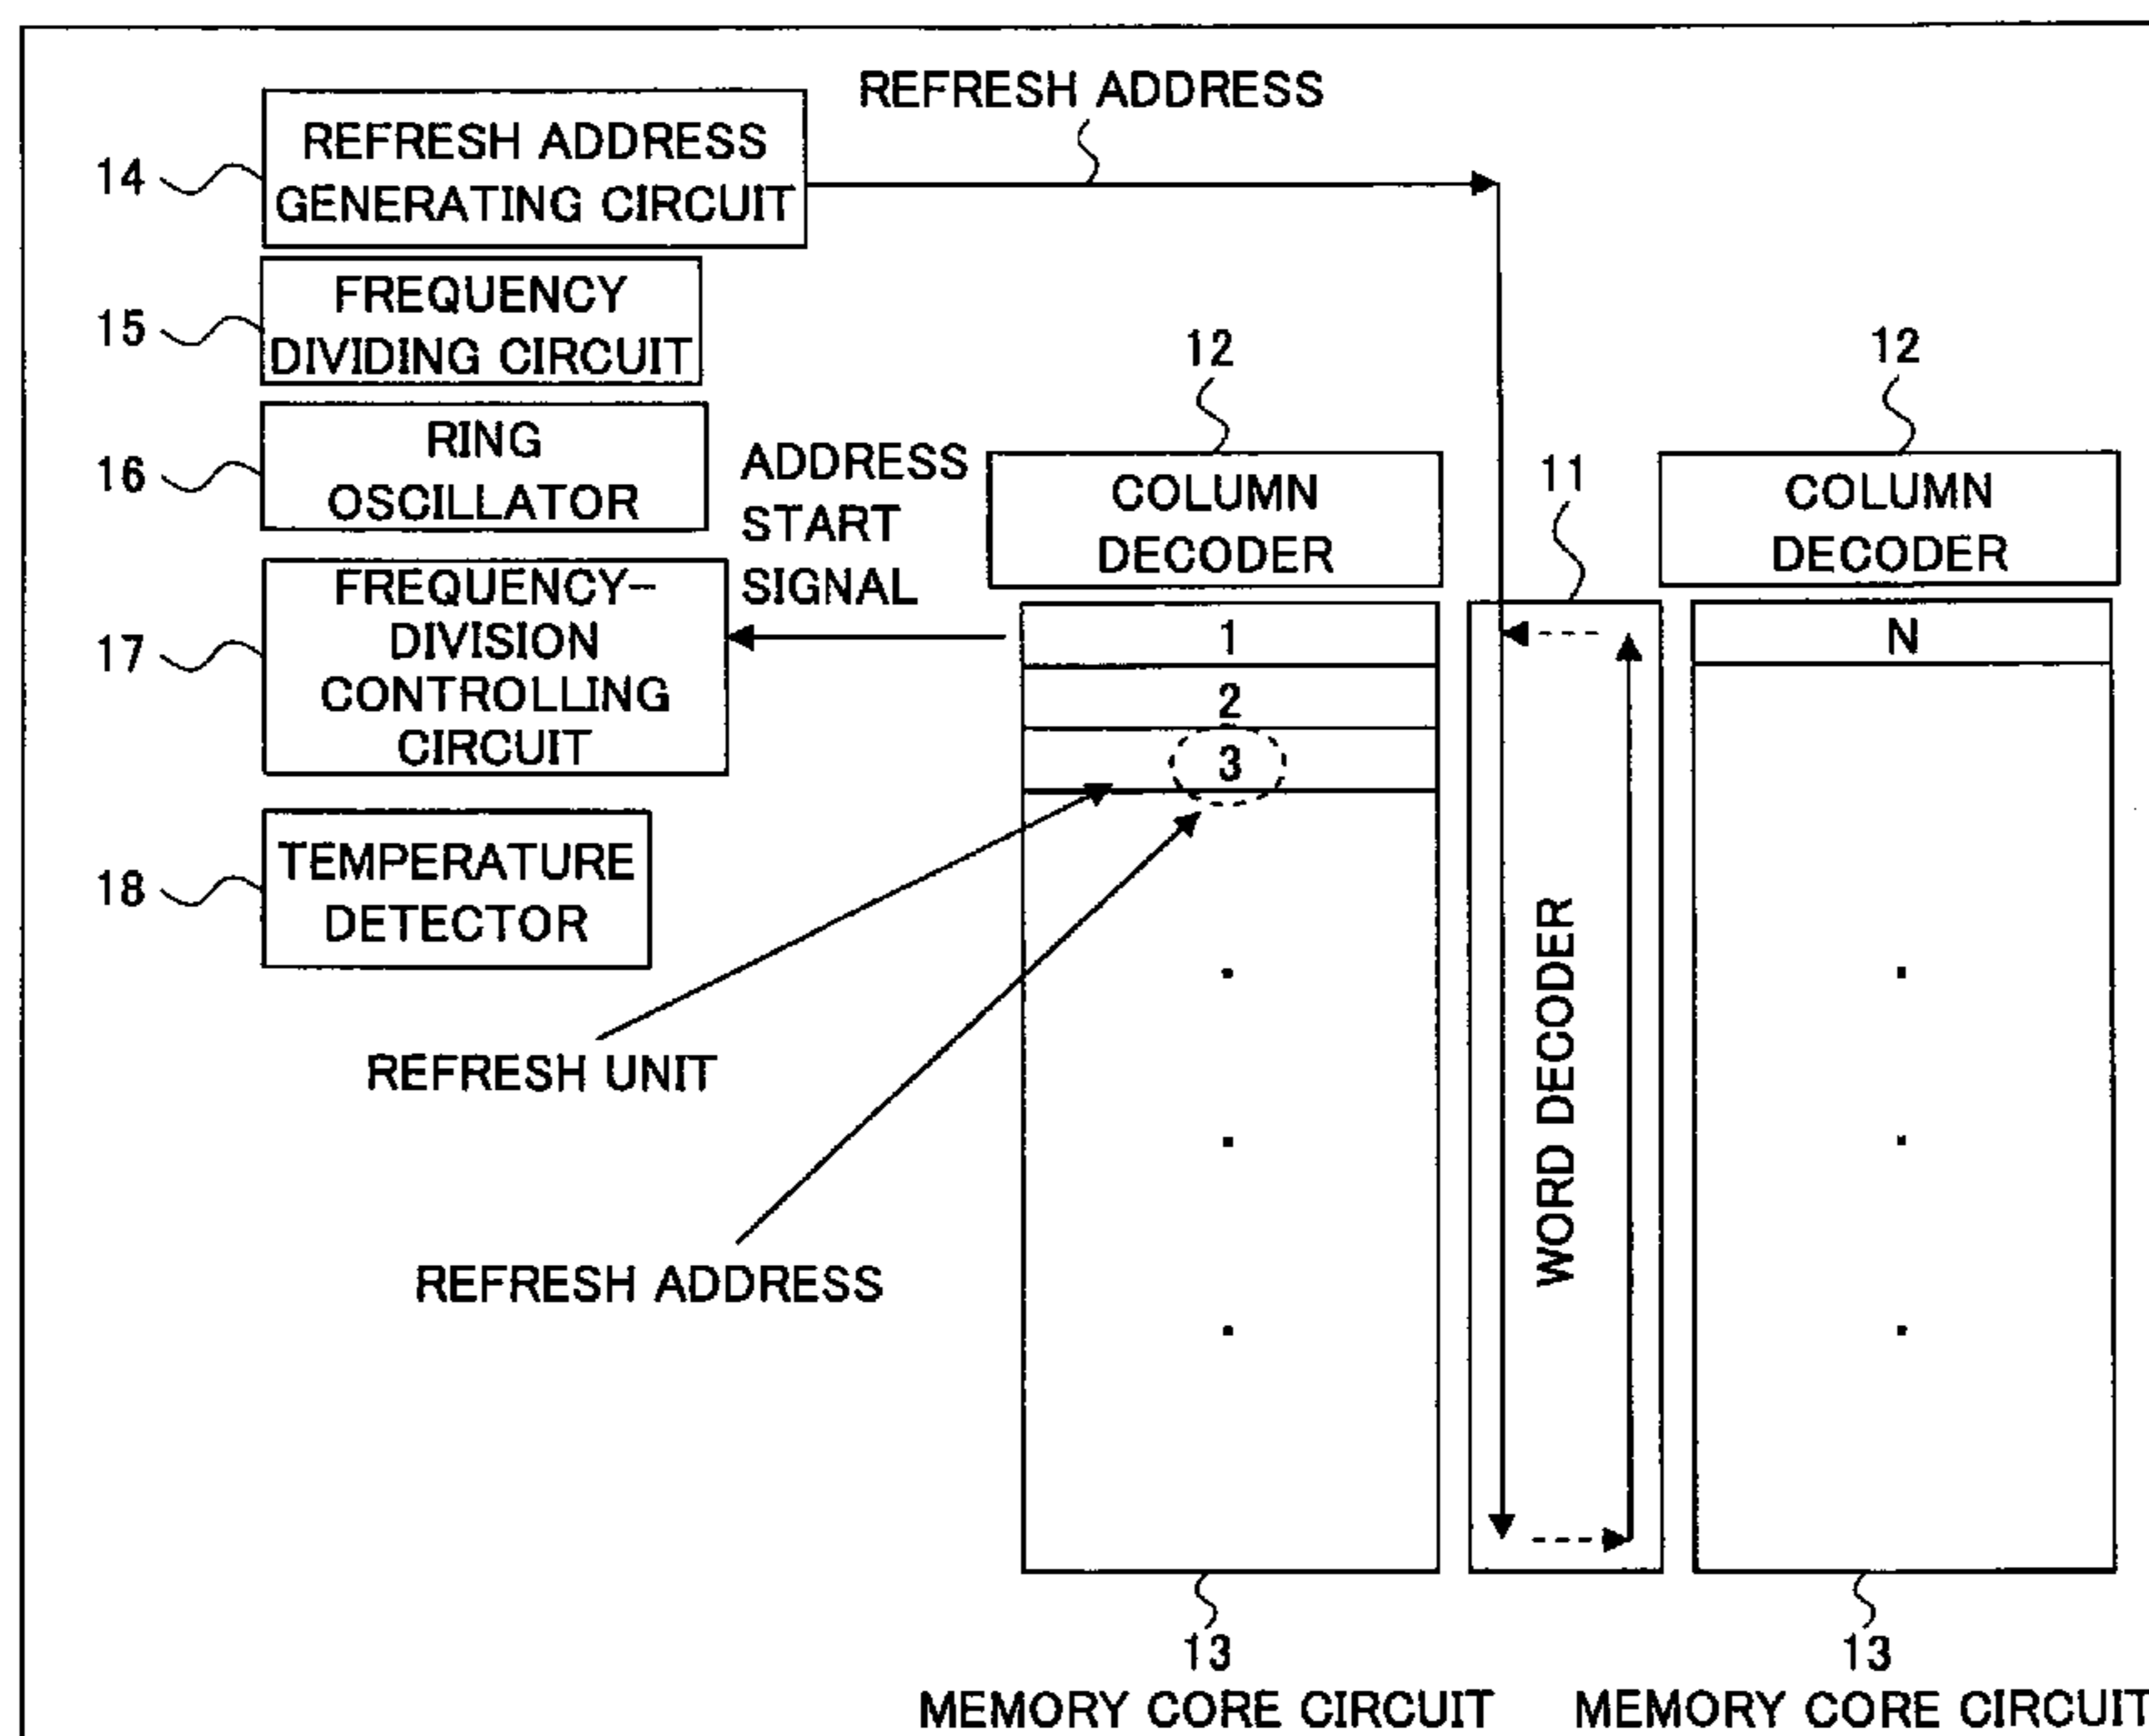 REFRESH ADDRESS
14
REFRESH ADDRESS
GENERATING CIRCUIT
15
FREQUENCY
DIVIDING CIRCUIT
16
RING
OSCILLATOR
17
FREQUENCY-
DIVISION
CONTROLLING
CIRCUIT
18
TEMPERATURE
DETECTOR
ADDRESS
START
SIGNAL
12
COLUMN
DECODER
11
12
COLUMN
DECODER
1
2
3
N
WORD DECODER
REFRESH UNIT
REFRESH ADDRESS
13
MEMORY CORE CIRCUIT
13
MEMORY CORE CIRCUIT